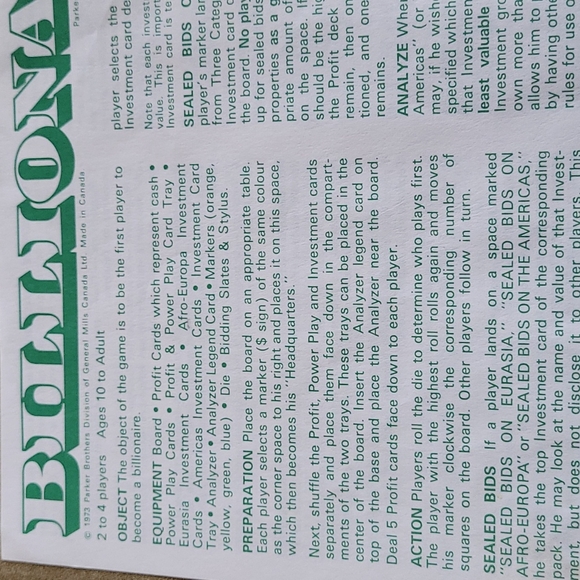 BILLIONA
© 1973 Parker Brothers Division of General Mills Canada Ltd. Made in Canada
Parke
2 to 4 players Ages 10 to Adult
OBJECT The object of the game is to be the first player to
become a billionaire.
EQUIPMENT Board • Profit Cards which represent cash •
Power Play Cards • Profit & Power Play Card Tray •
Eurasia Investment Cards • Afro-Europa Investment
Cards • Americas Investment Cards • Investment Card
Tray • Analyzer • Analyzer Legend Card • Markers (orange,
yellow, green, blue) • Die • Bidding Slates & Stylus.
PREPARATION Place the board on an appropriate table.
Each player selects a marker ($ sign) of the same colour
as the corner space to his right and places it on this space,
which then becomes his "Headquarters."
Next, shuffle the Profit, Power Play and Investment cards
separately and place them face down in the compart-
ments of the two trays. These trays can be placed in the
center of the board. Insert the Analyzer legend card on
top of the base and place the Analyzer near the board.
Deal 5 Profit cards face down to each player.
ACTION Players roll the die to determine who plays first.
The player with the highest roll rolls again and moves
his marker clockwise the corresponding number of
squares on the board. Other players follow in turn.
SEALED BIDS If a player lands on a space marked
"SEALED BIDS ON EURASIA," "SEALED BIDS ON
AFRO-EUROPA" or "SEALED BIDS ON THE AMERICAS,"
he takes the top Investment card of the corresponding
pack. He may look at the name and value of that Invest-
ment, but does not disclose it to other players. This
player selects the
Investment card de
Note that each Invest
value. This is import
Investment card is te
SEALED BIDS O
player's marker lan
from Three Categ
Investment card o
the board. No play
up for sealed bids
properties as a g
priate amount of
on the space. If
should be the hig
the Profit deck
remain, then on
tioned, and one
remains.
ANALYZE When
Americas" (or
may, if he wishe
specified which
that Investmen
least valuable
Investment gro
own more than
allows him to
by having othe
rules for use o